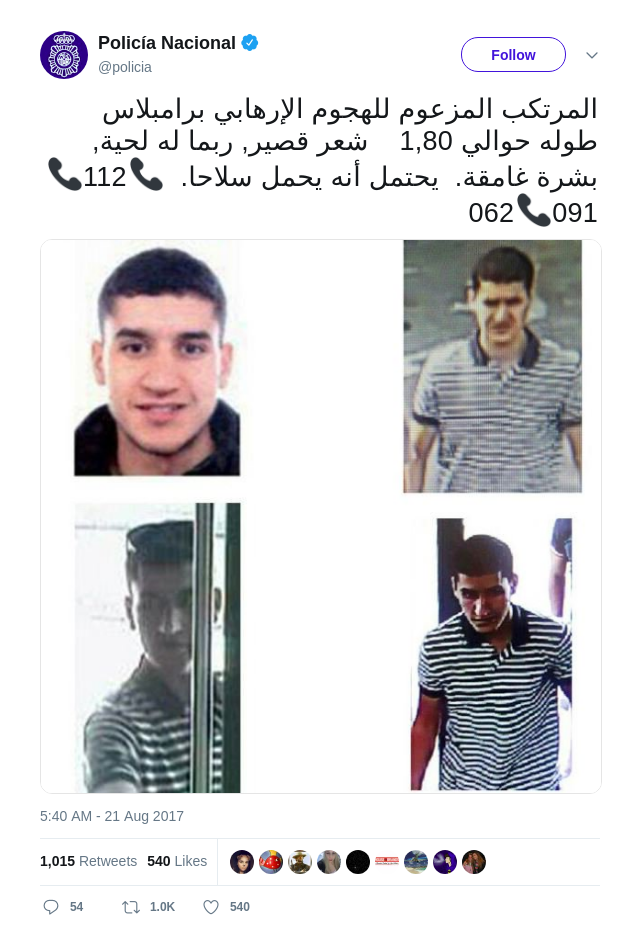 Policía Nacional
@policia
Follow
المرتكب المزعوم للهجوم الإرهابي برامبلاس
طوله حوالي 1,80 شعر قصير, ربما له لحية,
بشرة غامقة. يحتمل أنه يحمل سلاحا. 📞112📞
091📞062
5:40 AM - 21 Aug 2017
1,015 Retweets 540 Likes
54 1.0K 540